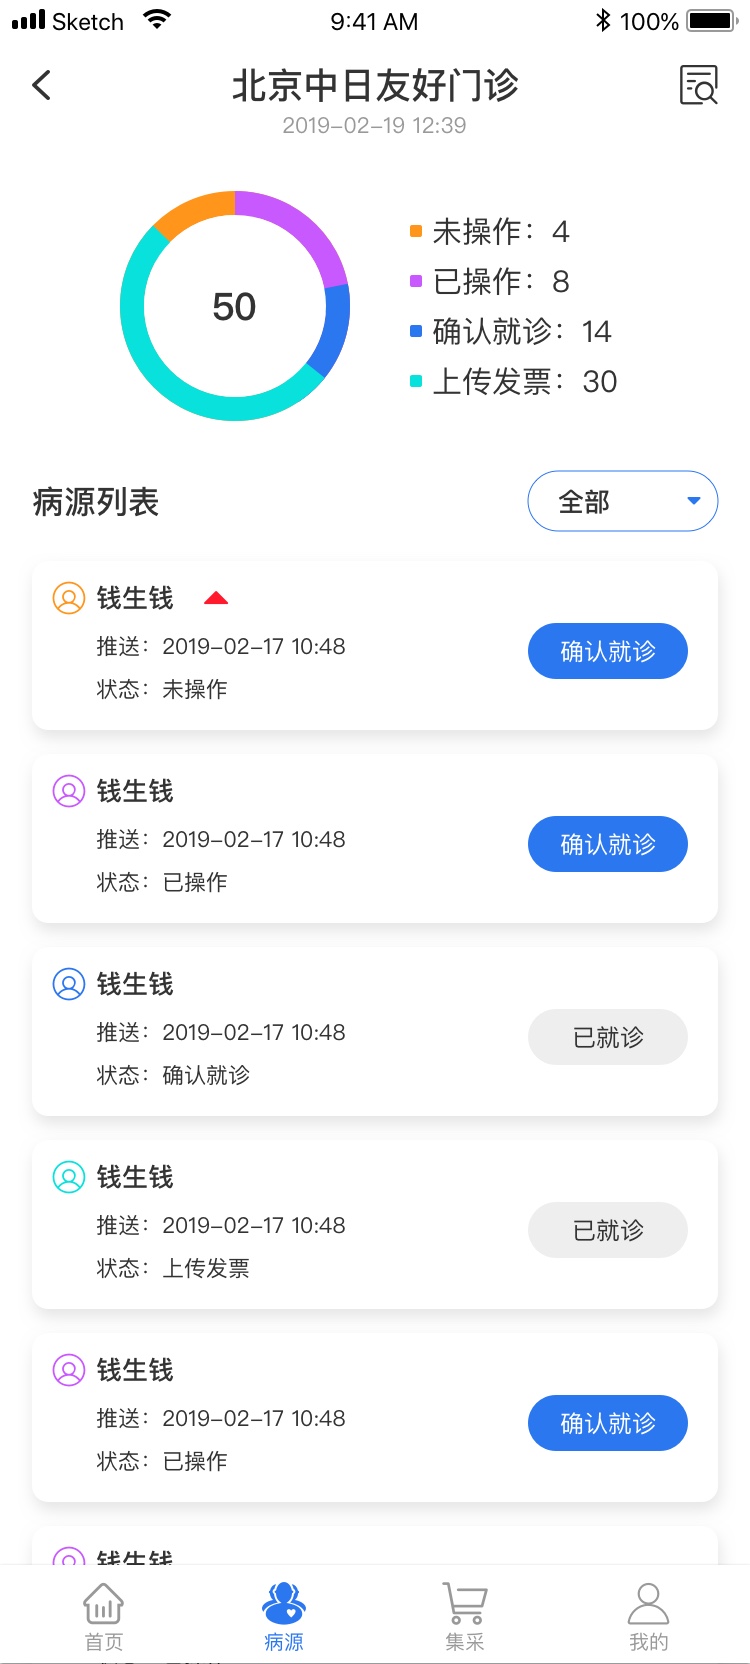 Sketch 9:41 AM 100%
北京中日友好门诊
2019-02-19 12:39
50
未操作：4
已操作：8
确认就诊：14
上传发票：30
病源列表
全部
钱生钱
推送：2019-02-17 10:48
状态：未操作
确认就诊
钱生钱
推送：2019-02-17 10:48
状态：已操作
确认就诊
钱生钱
推送：2019-02-17 10:48
状态：确认就诊
已就诊
钱生钱
推送：2019-02-17 10:48
状态：上传发票
已就诊
钱生钱
推送：2019-02-17 10:48
状态：已操作
确认就诊
钱生钱
首页 病源 集采 我的